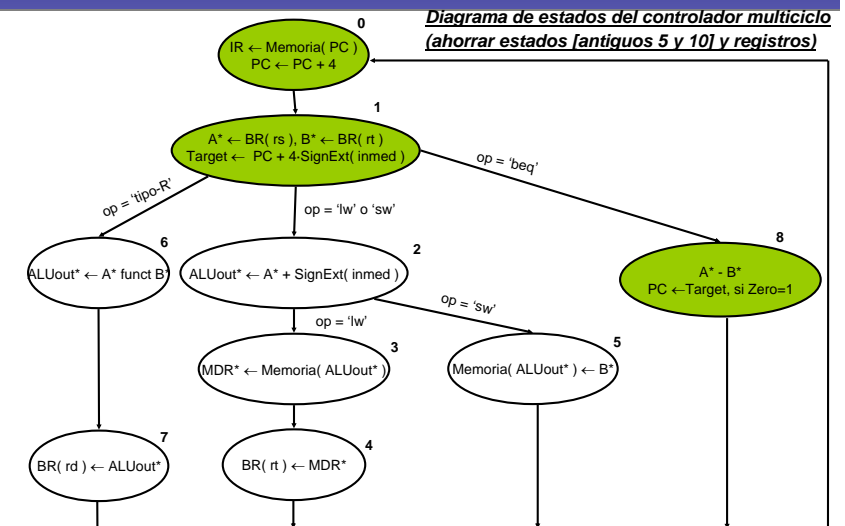 Diagrama de estados del controlador multiciclo
(ahorrar estados [antiguos 5 y 10] y registros)
0
IR ← Memoria( PC )
PC ← PC + 4
1
A* ← BR( rs ), B* ← BR( rt )
Target ← PC + 4·SignExt( inmed )
op = ‘tipo-R’
op = ‘lw’ o ‘sw’
op = ‘beq’
6
ALUout* ← A* funct B*
2
ALUout* ← A* + SignExt( inmed )
8
A* - B*
PC ←Target, si Zero=1
op = ‘lw’
op = ‘sw’
3
MDR* ← Memoria( ALUout* )
5
Memoria( ALUout* ) ← B*
7
BR( rd ) ← ALUout*
4
BR( rt ) ← MDR*